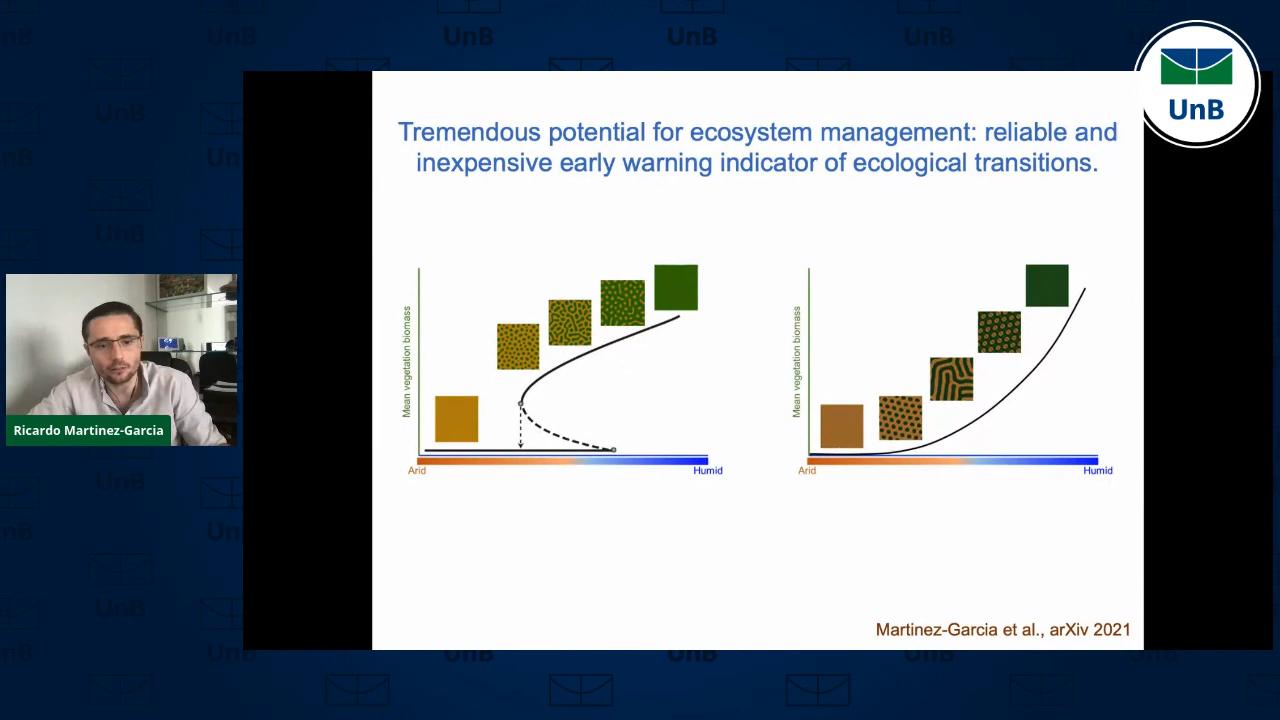 UnB
Tremendous potential for ecosystem management: reliable and
inexpensive early warning indicator of ecological transitions.
Mean vegetation biomass
Arid
Humid
Mean vegetation biomass
Arid
Humid
Ricardo Martinez-Garcia
Martinez-Garcia et al., arXiv 2021